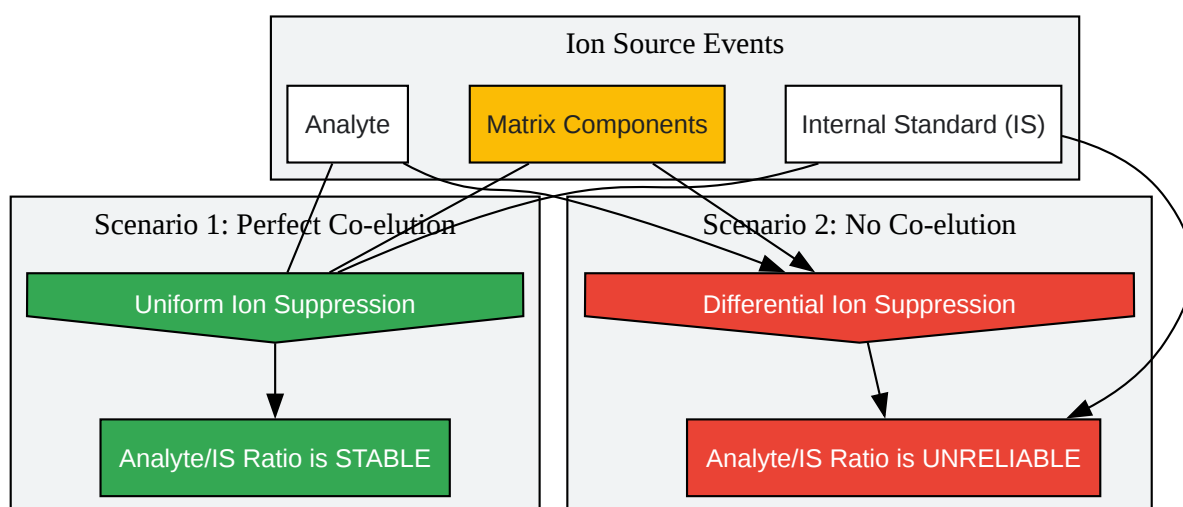 Ion Source Events
Analyte
Matrix Components
Internal Standard (IS)
Scenario 1: Perfect Co-elution
Scenario 2: No Co-elution
Uniform Ion Suppression
Differential Ion Suppression
Analyte/IS Ratio is STABLE
Analyte/IS Ratio is UNRELIABLE